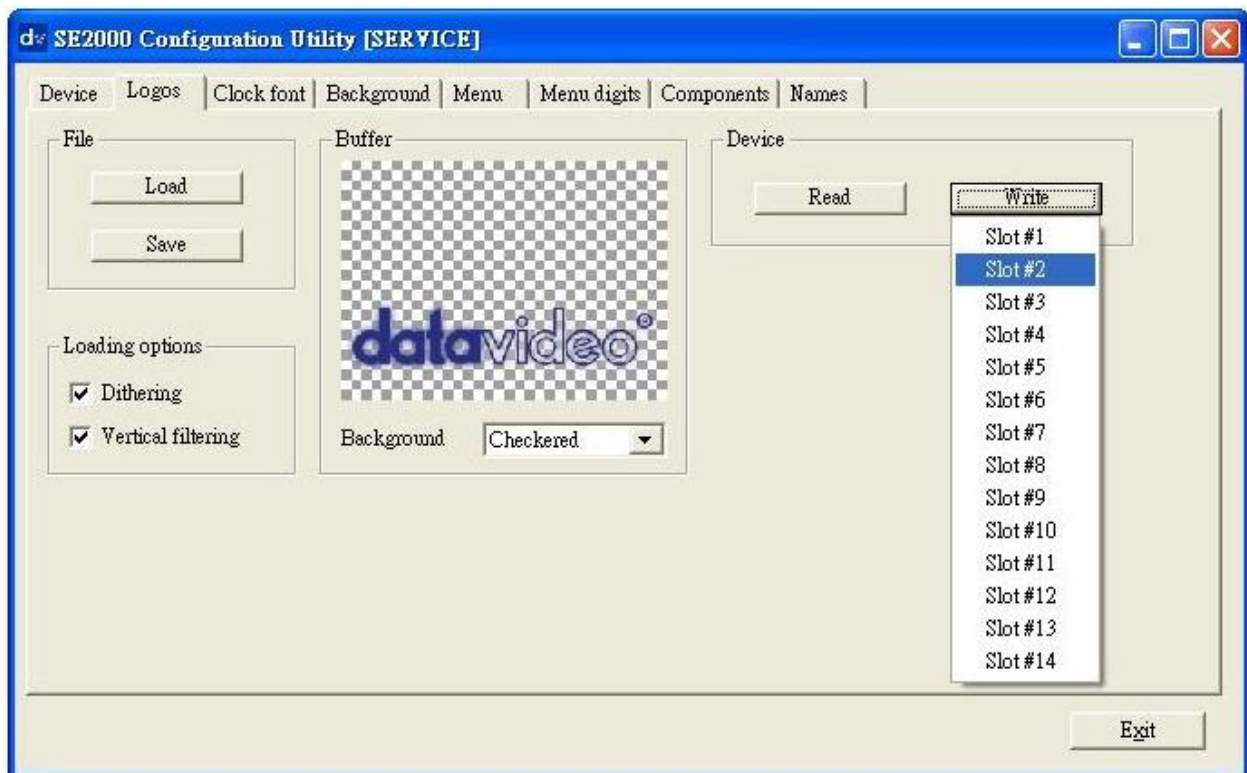 dv SE2000 Configuration Utility [SERVICE]
Device Logos Clock font Background Menu Menu digits Components Names
File
Load
Save
Loading options
Dithering
Vertical filtering
Buffer
datavideo®
Background Checkered
Device
Read Write
Slot #1
Slot #2
Slot #3
Slot #4
Slot #5
Slot #6
Slot #7
Slot #8
Slot #9
Slot #10
Slot #11
Slot #12
Slot #13
Slot #14
Exit